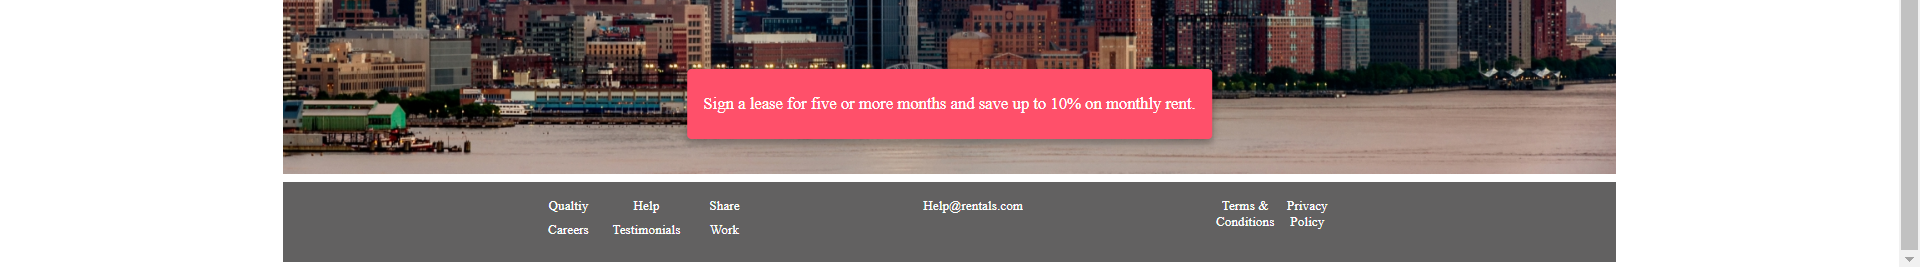 Sign a lease for five or more months and save up to 10% on monthly rent.
Qualtiy Help Share Help@rentals.com Terms & Privacy
Conditions Policy
Careers Testimonials Work